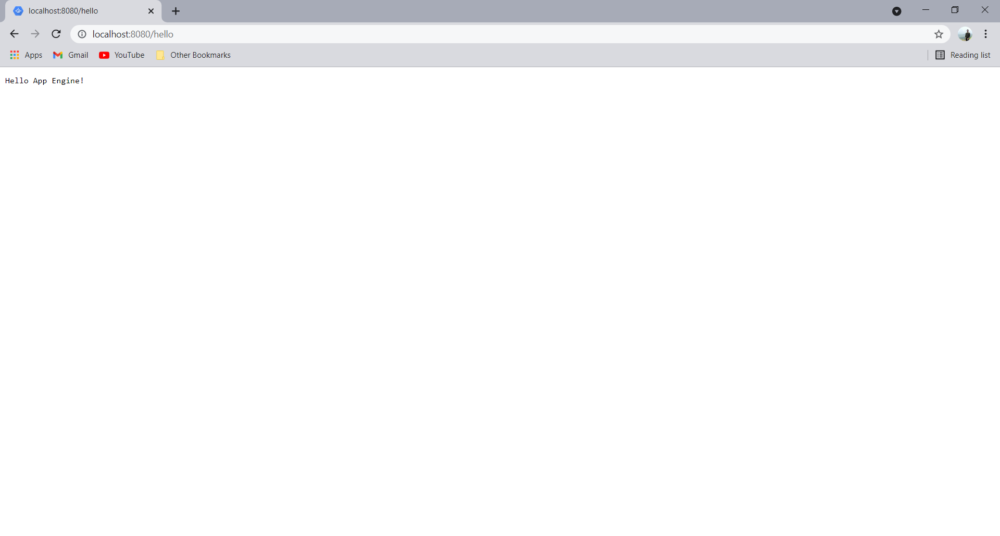 localhost:8080/hello
localhost:8080/hello
Apps Gmail YouTube Other Bookmarks Reading list
Hello App Engine!